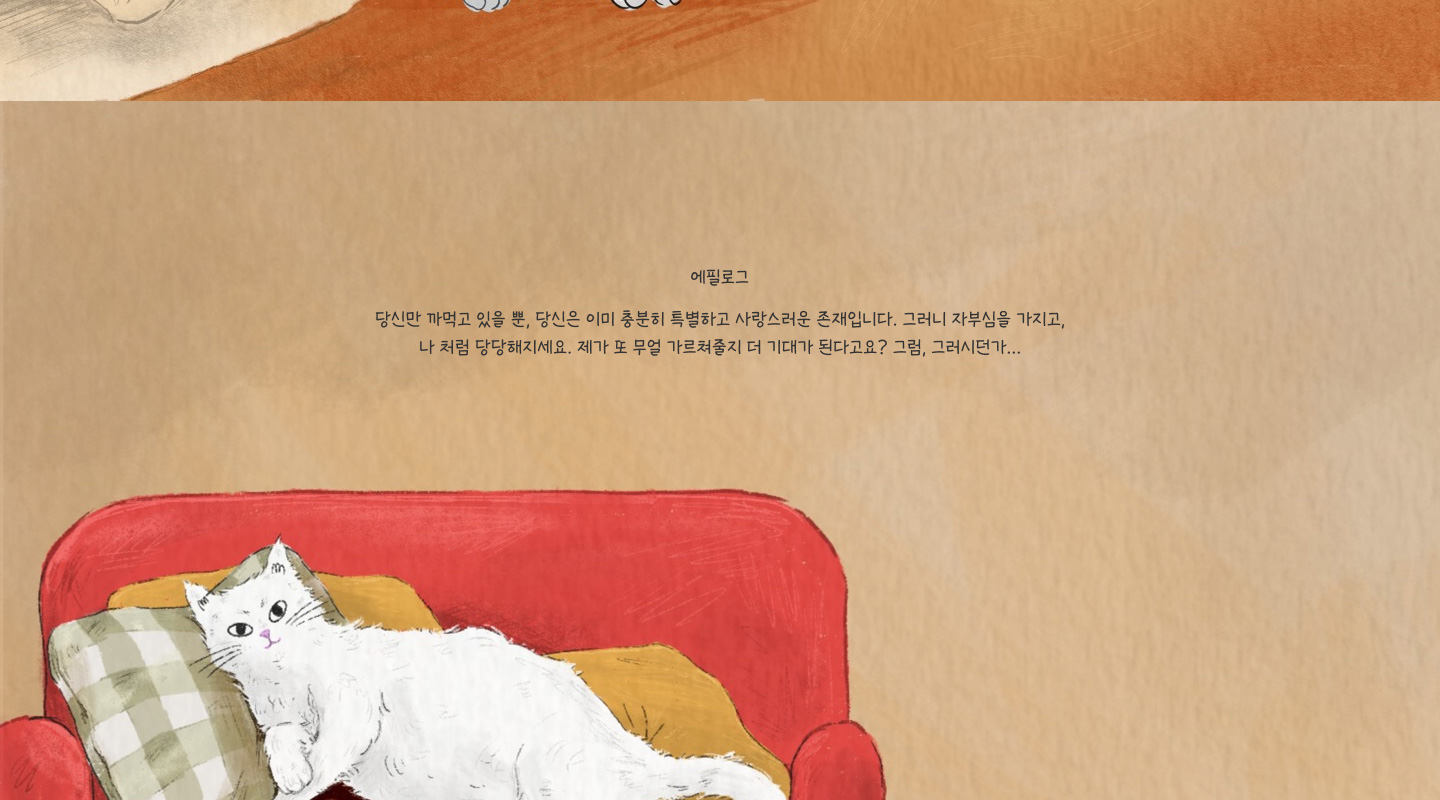 에필로그
당신만 까먹고 있을 뿐, 당신은 이미 충분히 특별하고 사랑스러운 존재입니다. 그러니 자부심을 가지고,
나 처럼 당당해지세요. 제가 또 무얼 가르쳐줄지 더 기대가 된다고요? 그럼, 그러시던가...